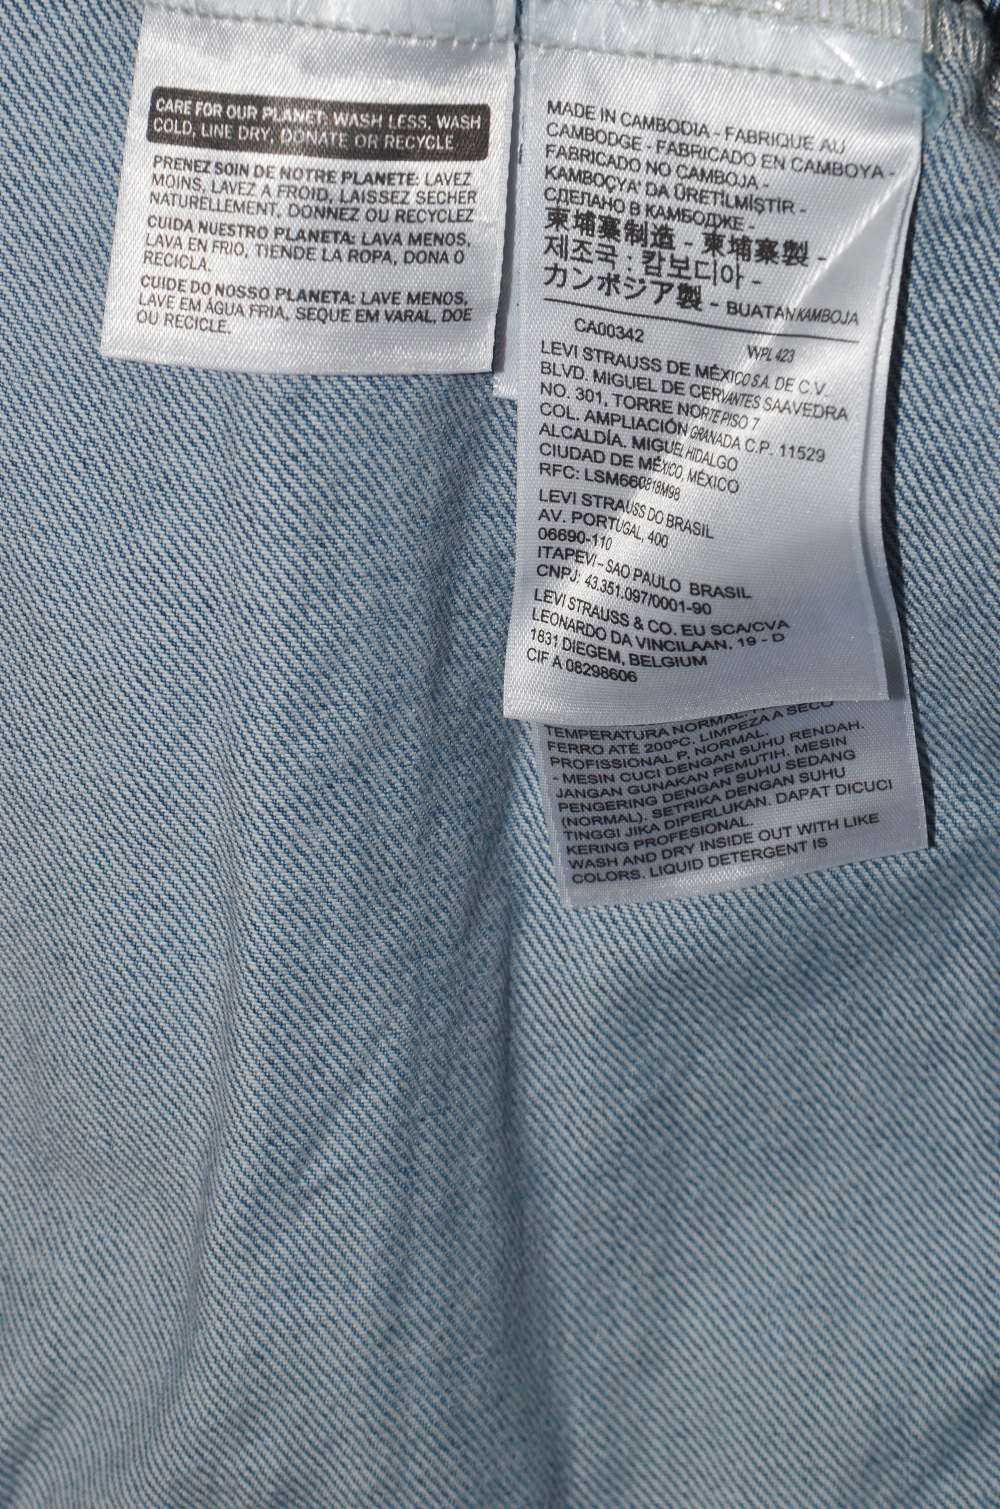 CARE FOR OUR PLANET: WASH LESS, WASH
COLD, LINE DRY, DONATE OR RECYCLE
PRENEZ SOIN DE NOTRE PLANETE: LAVEZ
MOINS, LAVEZ A FROID, LAISSEZ SECHER
NATURELLEMENT, DONNEZ OU RECYCLEZ
CUIDA NUESTRO PLANETA: LAVA MENOS,
LAVA EN FRIO, TIENDE LA ROPA, DONA O
RECICLA.
CUIDE DO NOSSO PLANETA: LAVE MENOS,
LAVE EM ÁGUA FRIA, SEQUE EM VARAL, DOE
OU RECICLE.
MADE IN CAMBODIA - FABRIQUE AU
CAMBODGE - FABRICADO EN CAMBOYA -
FABRICADO NO CAMBOJA -
KAMBOÇYA' DA ÜRETİLMİŞTİR -
СДЕЛАНО В КАМБОДЖЕ -
柬埔寨制造 - 柬埔寨製 -
제조국 : 캄보디아 -
カンボジア製 - BUATAN KAMBOJA
CA00342
WPL 423
LEVI STRAUSS DE MÉXICO S.A. DE C.V.
BLVD. MIGUEL DE CERVANTES SAAVEDRA
NO. 301, TORRE NORTE PISO 7
COL. AMPLIACIÓN GRANADA C.P. 11529
ALCALDÍA. MIGUEL HIDALGO
CIUDAD DE MÉXICO, MÉXICO
RFC: LSM660818M98
LEVI STRAUSS DO BRASIL
AV. PORTUGAL, 400
06690-110
ITAPEVI - SAO PAULO BRASIL
CNPJ: 43.351.097/0001-90
LEVI STRAUSS & CO. EU SCA/CVA
LEONARDO DA VINCILAAN, 19 - D
1831 DIEGEM, BELGIUM
CIF A 08298606
TEMPERATURA NORMAL.
FERRO ATÉ 200°C. LIMPEZA A SECO
PROFISSIONAL P, NORMAL.
- MESIN CUCI DENGAN SUHU RENDAH.
JANGAN GUNAKAN PEMUTIH. MESIN
PENGERING DENGAN SUHU SEDANG
(NORMAL). SETRIKA DENGAN SUHU
TINGGI JIKA DIPERLUKAN. DAPAT DICUCI
KERING PROFESIONAL.
WASH AND DRY INSIDE OUT WITH LIKE
COLORS. LIQUID DETERGENT IS